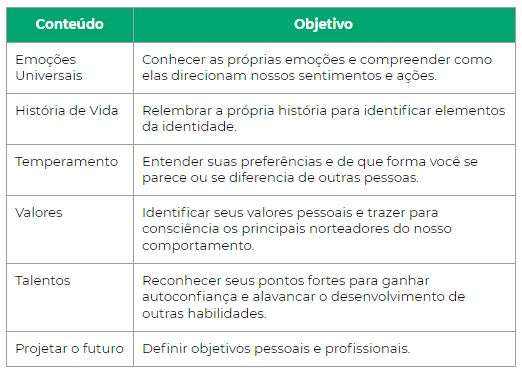 Conteúdo
Objetivo
Emoções
Universais
Conhecer as próprias emoções e compreender como
elas direcionam nossos sentimentos e ações.
História de Vida
Relembrar a própria história para identificar elementos
da identidade.
Temperamento
Entender suas preferências e de que forma você se
parece ou se diferencia de outras pessoas.
Valores
Identificar seus valores pessoais e trazer para
consciência os principais norteadores do nosso
comportamento.
Talentos
Reconhecer seus pontos fortes para ganhar
autoconfiança e alavancar o desenvolvimento de
outras habilidades.
Projetar o futuro
Definir objetivos pessoais e profissionais.